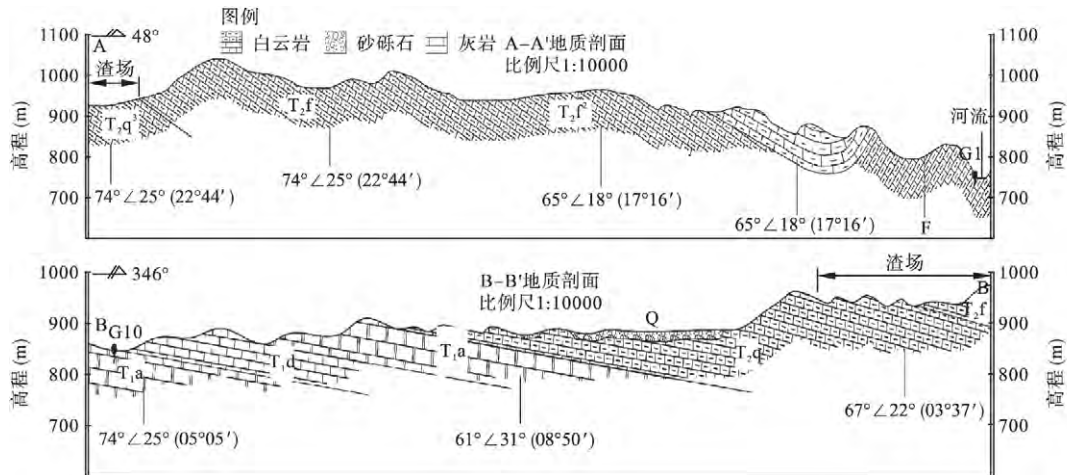 图例
白云岩 砂砾石 灰岩 A-A'地质剖面
比例尺1:10000
1100 A 48° 1100
渣场
1000 1000
900 900
T₂q³ T₂f T₂f² 河流
800 G1 800
700 700
高程(m) 高程(m)
74°∠25°(22°44′) 74°∠25°(22°44′) 65°∠18°(17°16′) 65°∠18°(17°16′) F
1000 346° B-B'地质剖面 渣场 1000
比例尺1:10000 B
T₂f
900 B G10 Q 900
T₁a T₁d T₁a T₂q
800 800
700 700
高程(m) 高程(m)
74°∠25°(05°05′) 61°∠31°(08°50′) 67°∠22°(03°37′)